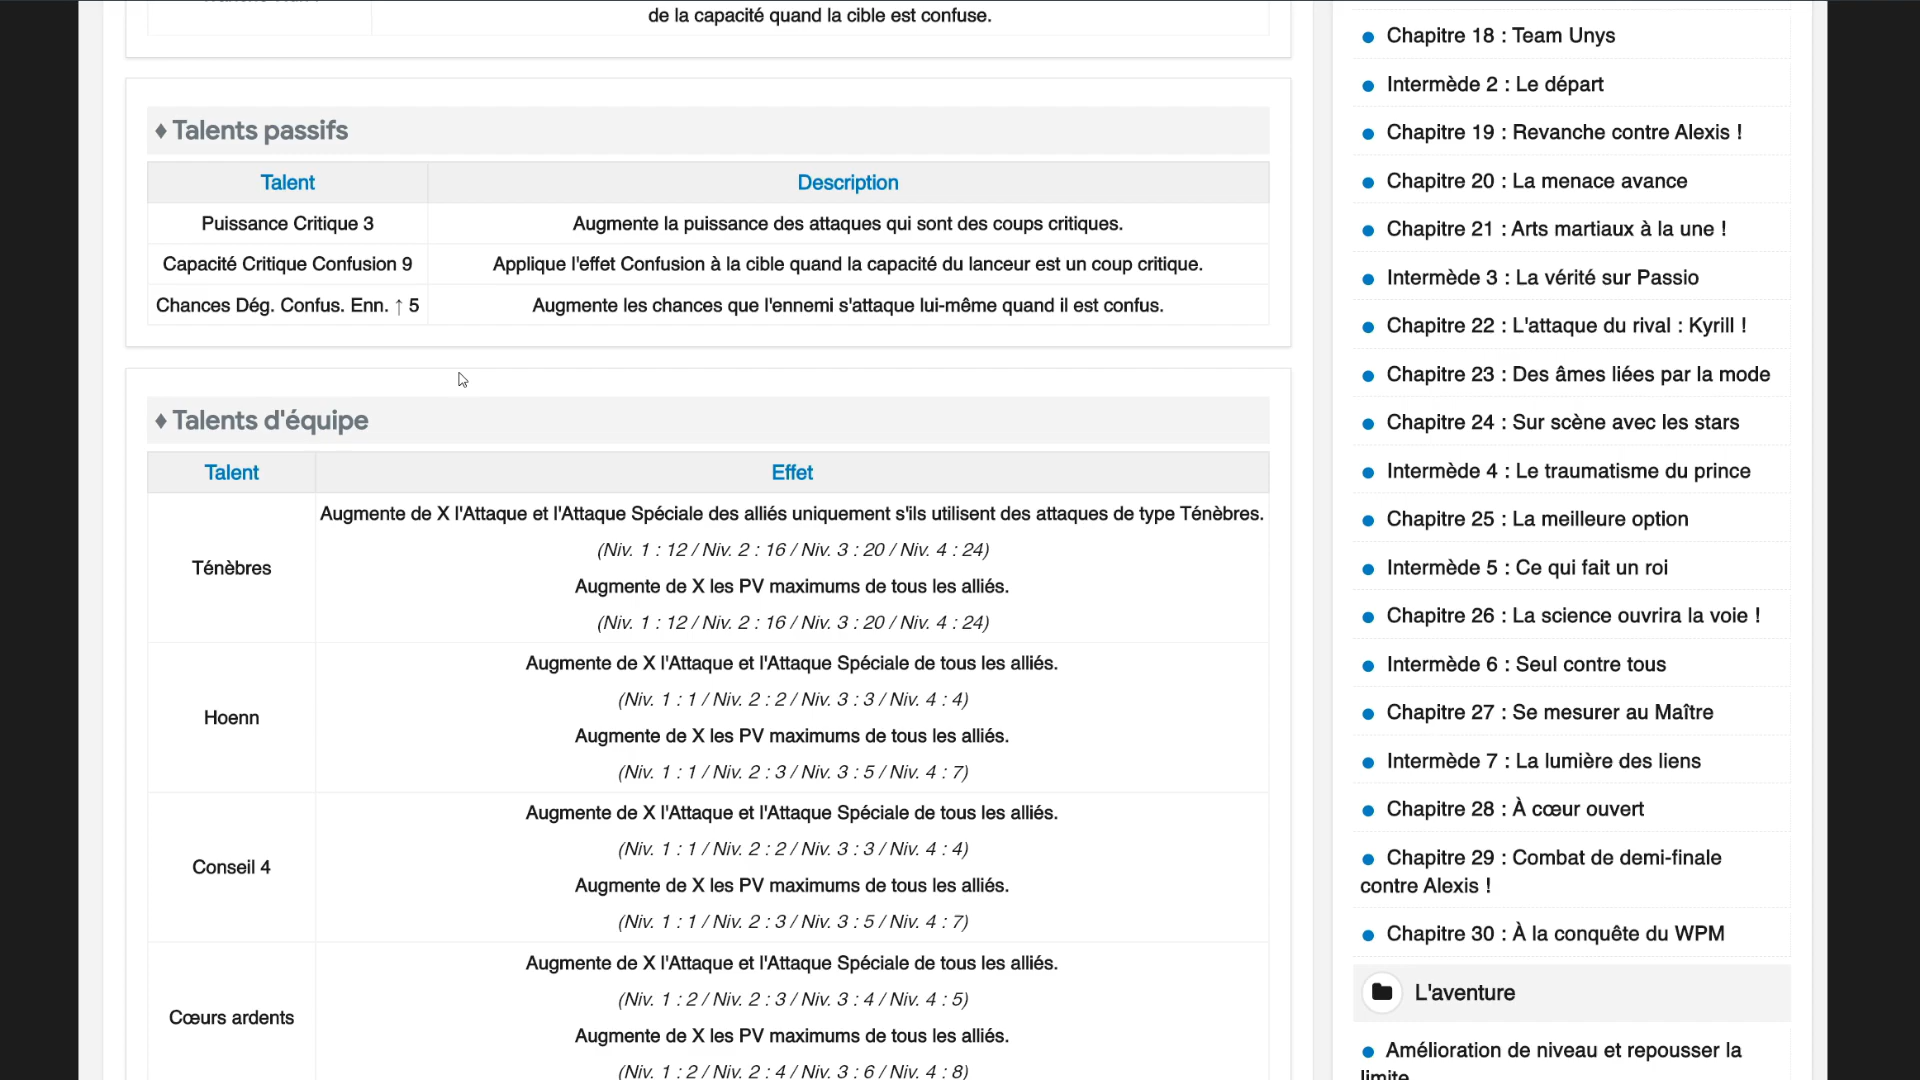 de la capacité quand la cible est confuse.
♦ Talents passifs
Talent Description
Puissance Critique 3 Augmente la puissance des attaques qui sont des coups critiques.
Capacité Critique Confusion 9 Applique l'effet Confusion à la cible quand la capacité du lanceur est un coup critique.
Chances Dég. Confus. Enn. ↑ 5 Augmente les chances que l'ennemi s'attaque lui-même quand il est confus.
♦ Talents d'équipe
Talent Effet
Ténèbres
Augmente de X l'Attaque et l'Attaque Spéciale des alliés uniquement s'ils utilisent des attaques de type Ténèbres.
(Niv. 1 : 12 / Niv. 2 : 16 / Niv. 3 : 20 / Niv. 4 : 24)
Augmente de X les PV maximums de tous les alliés.
(Niv. 1 : 12 / Niv. 2 : 16 / Niv. 3 : 20 / Niv. 4 : 24)
Hoenn
Augmente de X l'Attaque et l'Attaque Spéciale de tous les alliés.
(Niv. 1 : 1 / Niv. 2 : 2 / Niv. 3 : 3 / Niv. 4 : 4)
Augmente de X les PV maximums de tous les alliés.
(Niv. 1 : 1 / Niv. 2 : 3 / Niv. 3 : 5 / Niv. 4 : 7)
Conseil 4
Augmente de X l'Attaque et l'Attaque Spéciale de tous les alliés.
(Niv. 1 : 1 / Niv. 2 : 2 / Niv. 3 : 3 / Niv. 4 : 4)
Augmente de X les PV maximums de tous les alliés.
(Niv. 1 : 1 / Niv. 2 : 3 / Niv. 3 : 5 / Niv. 4 : 7)
Cœurs ardents
Augmente de X l'Attaque et l'Attaque Spéciale de tous les alliés.
(Niv. 1 : 2 / Niv. 2 : 3 / Niv. 3 : 4 / Niv. 4 : 5)
Augmente de X les PV maximums de tous les alliés.
(Niv. 1 : 2 / Niv. 2 : 4 / Niv. 3 : 6 / Niv. 4 : 8)
Chapitre 18 : Team Unys
Intermède 2 : Le départ
Chapitre 19 : Revanche contre Alexis !
Chapitre 20 : La menace avance
Chapitre 21 : Arts martiaux à la une !
Intermède 3 : La vérité sur Passio
Chapitre 22 : L'attaque du rival : Kyrill !
Chapitre 23 : Des âmes liées par la mode
Chapitre 24 : Sur scène avec les stars
Intermède 4 : Le traumatisme du prince
Chapitre 25 : La meilleure option
Intermède 5 : Ce qui fait un roi
Chapitre 26 : La science ouvrira la voie !
Intermède 6 : Seul contre tous
Chapitre 27 : Se mesurer au Maître
Intermède 7 : La lumière des liens
Chapitre 28 : À cœur ouvert
Chapitre 29 : Combat de demi-finale
contre Alexis !
Chapitre 30 : À la conquête du WPM
L'aventure
Amélioration de niveau et repousser la
limite